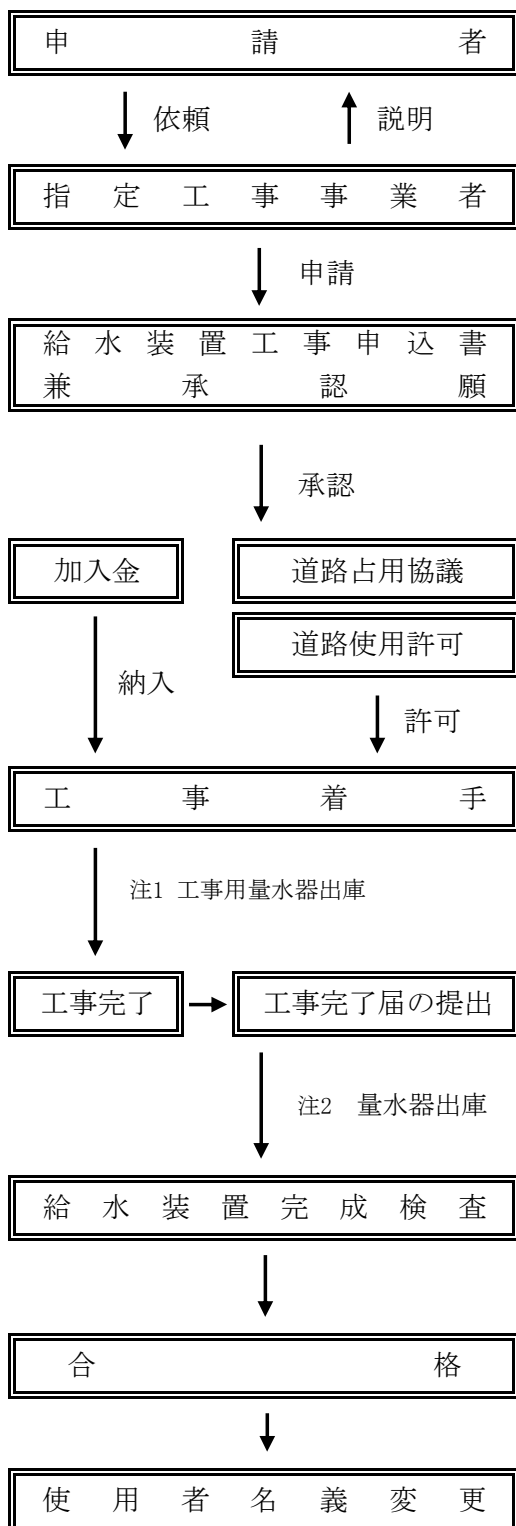 申請者
依頼 説明
指定工事事業者
申請
給水装置工事申込書
兼承認願
承認
加入金 道路占用協議
道路使用許可
納入
許可
工事着手
注1 工事用量水器出庫
工事完了 工事完了届の提出
注2 量水器出庫
給水装置完成検査
合格
使用者名義変更